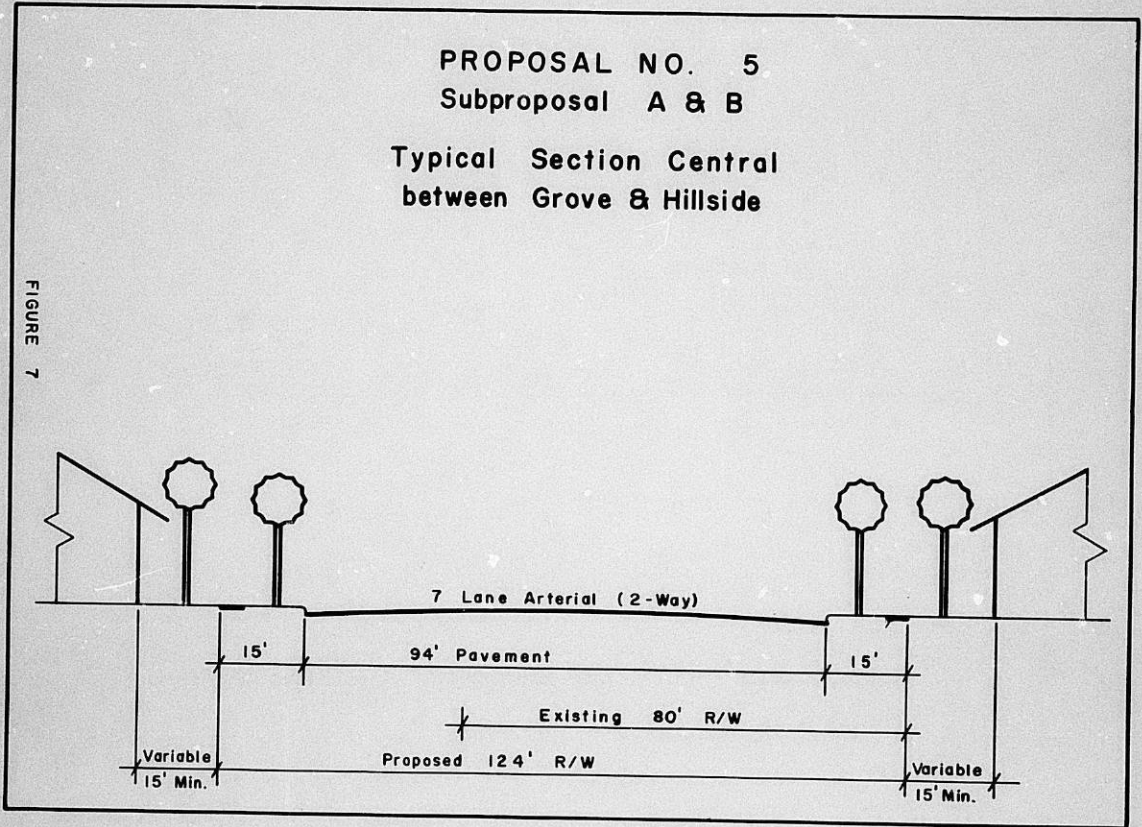 PROPOSAL NO. 5
Subproposal A & B
Typical Section Central
between Grove & Hillside
FIGURE 7
7 Lane Arterial (2-Way)
15'
94' Pavement
15'
Existing 80' R/W
Variable
15' Min.
Proposed 124' R/W
Variable
15' Min.